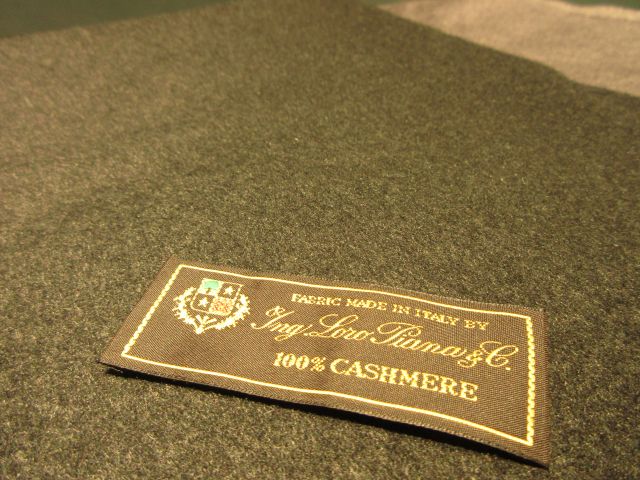 FABRIC MADE IN ITALY BY
Ing. Loro Piana & C.
100% CASHMERE